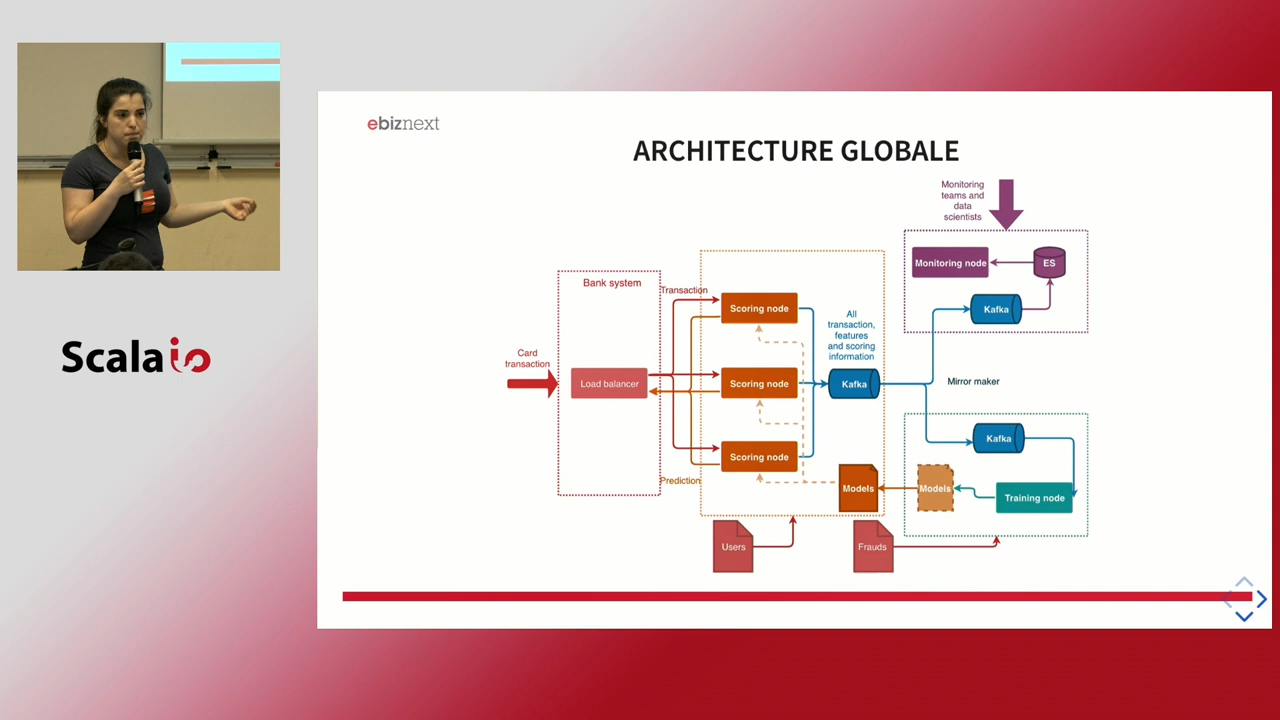 ebiznext
ARCHITECTURE GLOBALE
Monitoring
teams and
data
scientists
Monitoring node
ES
Kafka
Bank system
Transaction
Scoring node
All
transaction,
features
and scoring
information
Card
transaction
Load balancer
Scoring node
Kafka
Mirror maker
Kafka
Scoring node
Prediction
Models
Models
Training node
Users
Frauds
Scala io